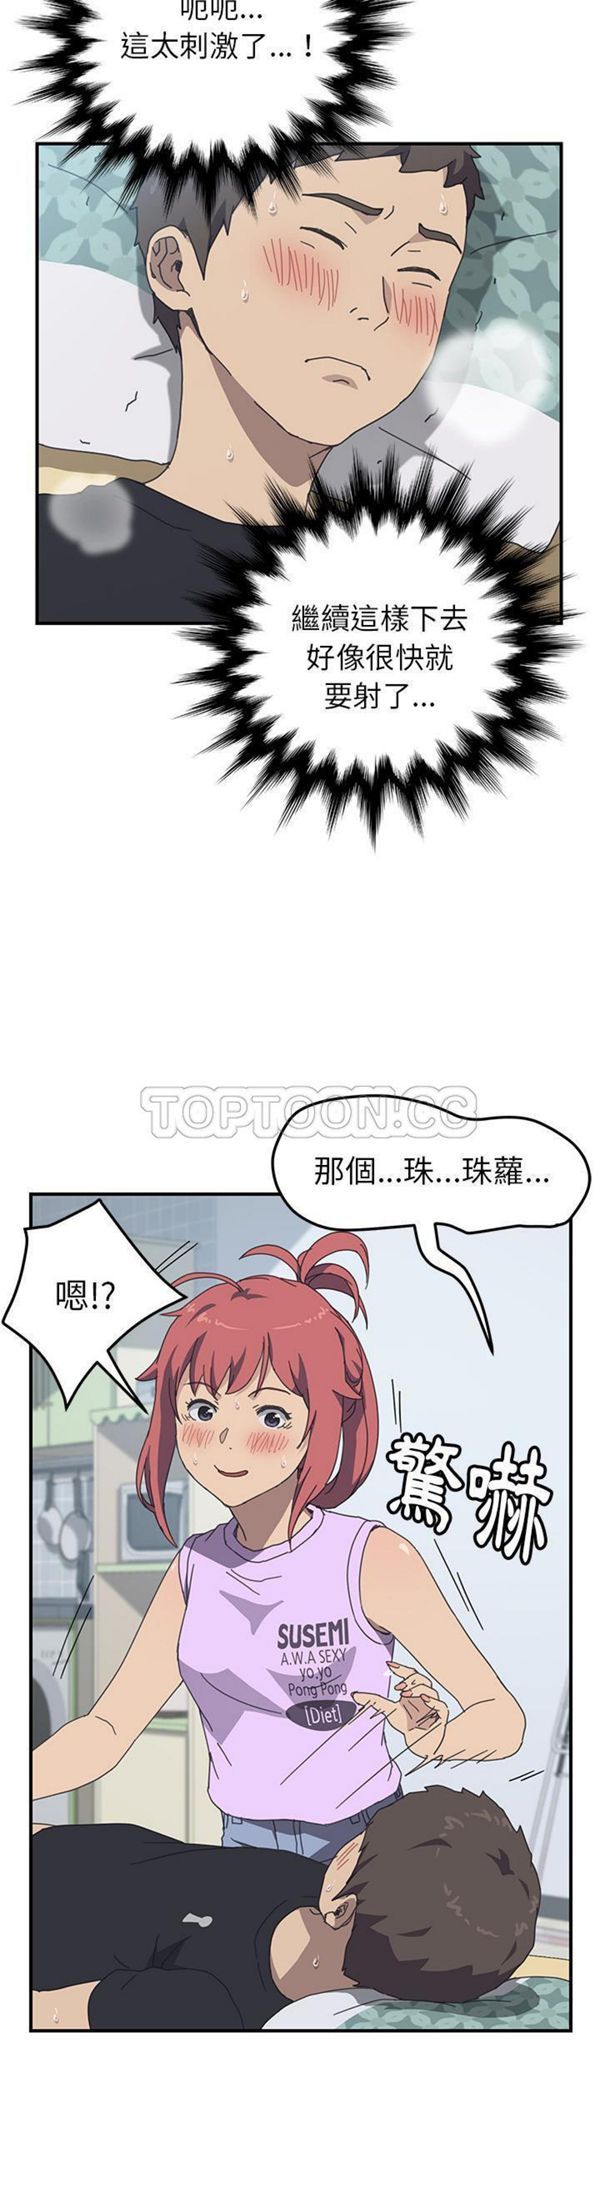 呃呃...
這太刺激了...！
繼續這樣下去
好像很快就
要射了...
TOPTOON.CC
那個...珠...珠蘿...
嗯!?
驚嚇
SUSEMI
A.W.A SEXY
yo.yo
Pong Pong
[Diet]